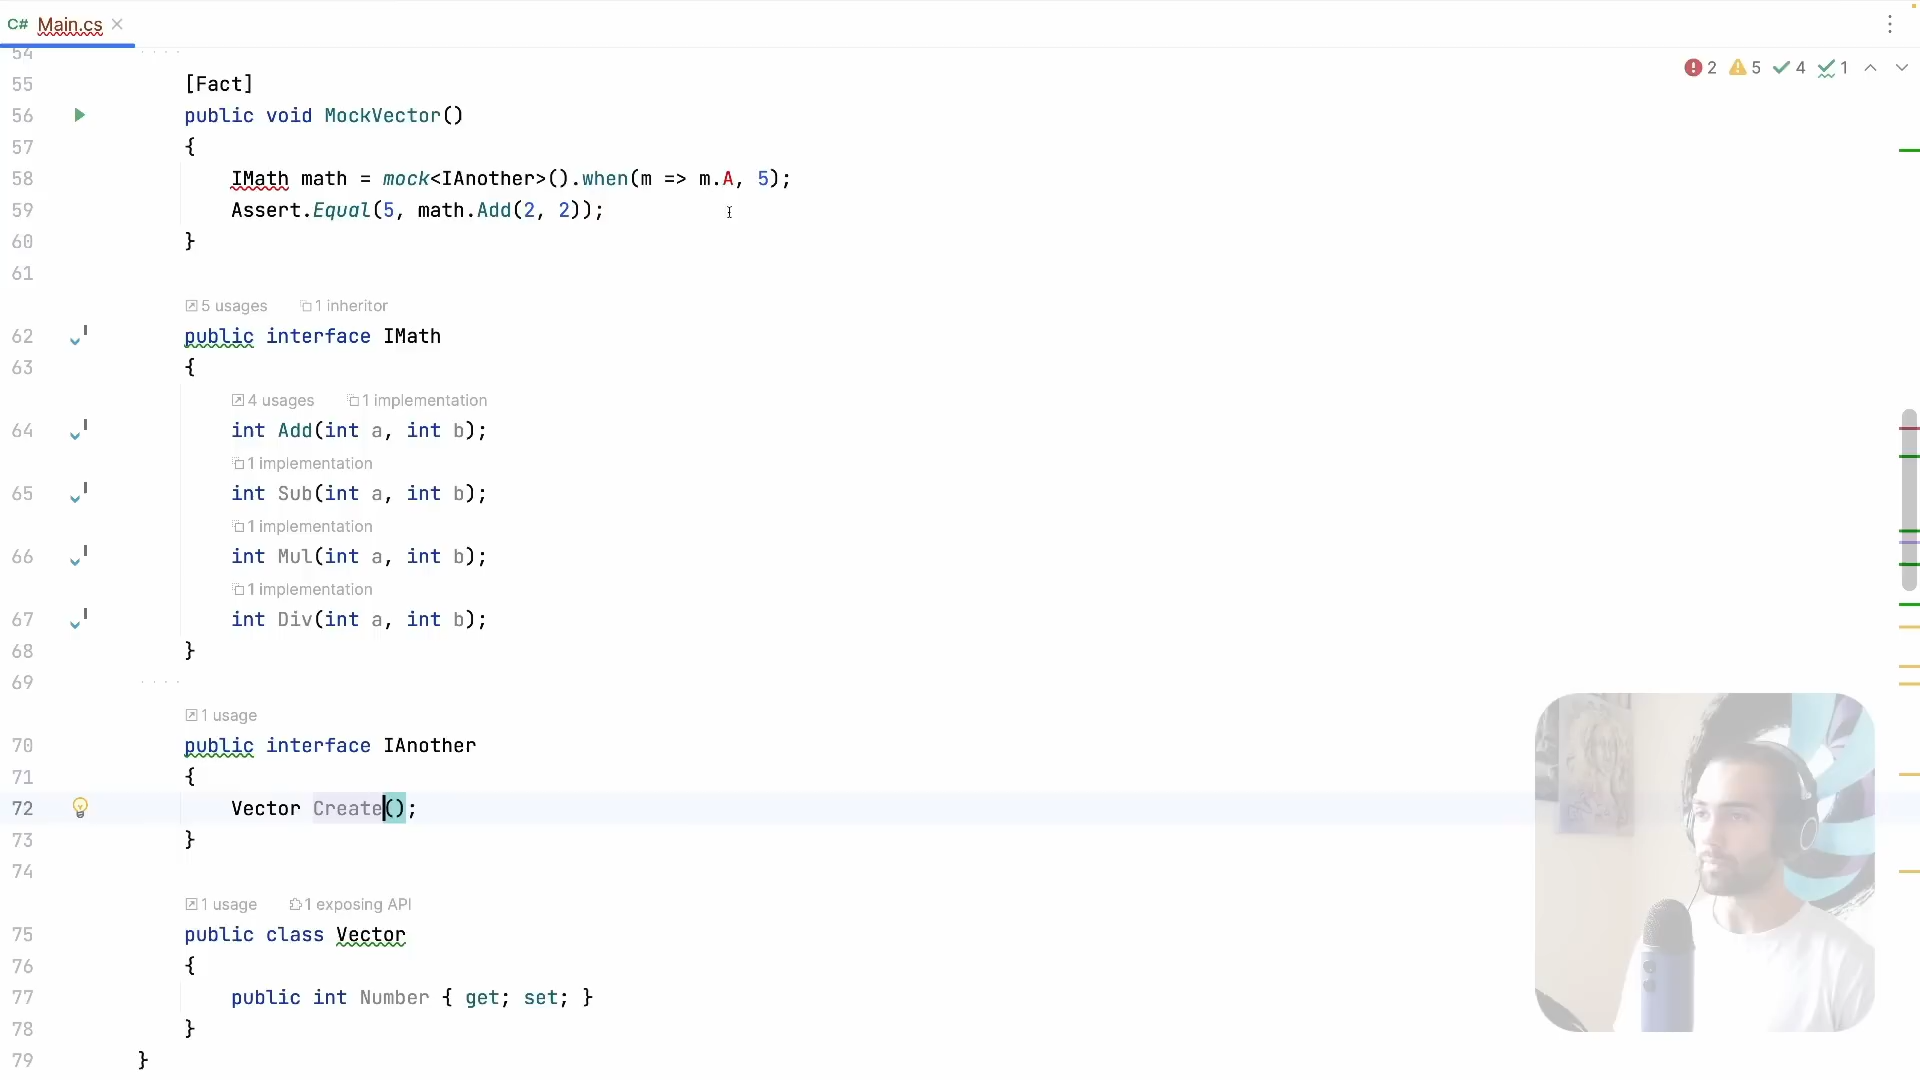 C# Main.cs
2 5 4 1
54
55 [Fact]
56 public void MockVector()
57 {
58 IMath math = mock<IAnother>().when(m => m.A, 5);
59 Assert.Equal(5, math.Add(2, 2));
60 }
61
5 usages 1 inheritor
62 public interface IMath
63 {
4 usages 1 implementation
64 int Add(int a, int b);
1 implementation
65 int Sub(int a, int b);
1 implementation
66 int Mul(int a, int b);
1 implementation
67 int Div(int a, int b);
68 }
69
1 usage
70 public interface IAnother
71 {
72 Vector Create();
73 }
74
1 usage 1 exposing API
75 public class Vector
76 {
77 public int Number { get; set; }
78 }
79 }